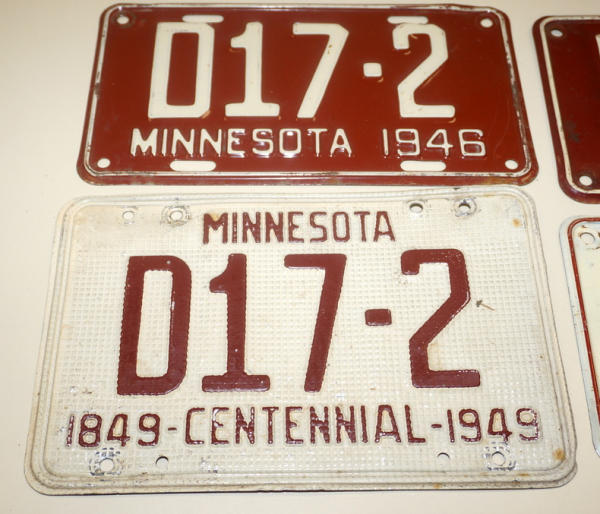 D17-2
MINNESOTA 1946
MINNESOTA
D17-2
1849-CENTENNIAL-1949